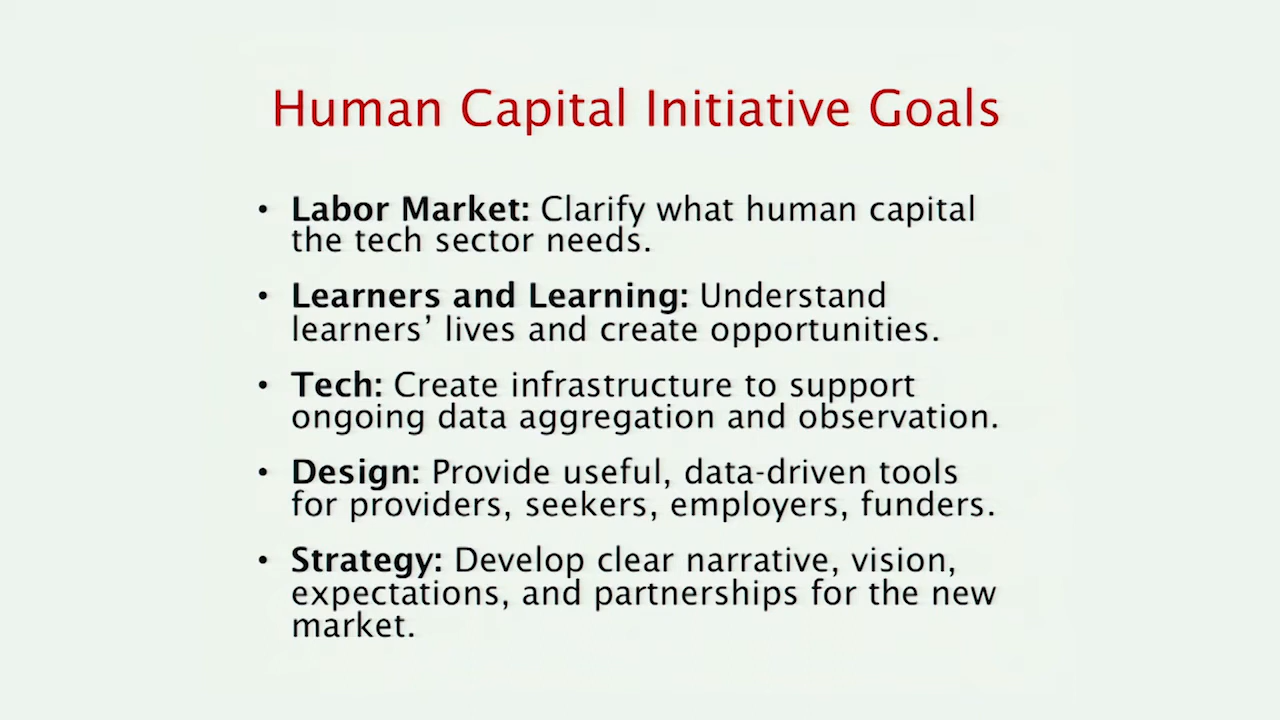 Human Capital Initiative Goals
• Labor Market: Clarify what human capital
the tech sector needs.
• Learners and Learning: Understand
learners’ lives and create opportunities.
• Tech: Create infrastructure to support
ongoing data aggregation and observation.
• Design: Provide useful, data-driven tools
for providers, seekers, employers, funders.
• Strategy: Develop clear narrative, vision,
expectations, and partnerships for the new
market.